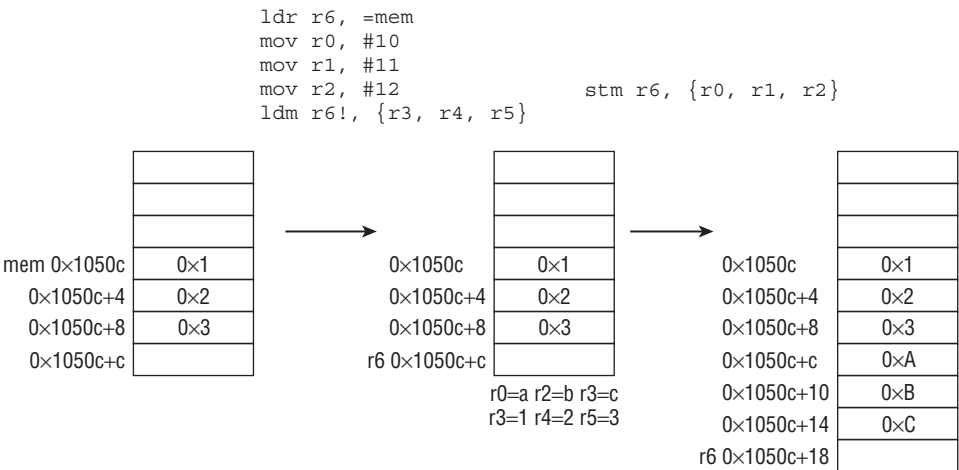 ldr r6, =mem
mov r0, #10
mov r1, #11
mov r2, #12
ldm r6!, {r3, r4, r5}
stm r6, {r0, r1, r2}
mem 0×1050c 0×1
0×1050c+4 0×2
0×1050c+8 0×3
0×1050c+c
0×1050c 0×1
0×1050c+4 0×2
0×1050c+8 0×3
r6 0×1050c+c
r0=a r2=b r3=c
r3=1 r4=2 r5=3
0×1050c 0×1
0×1050c+4 0×2
0×1050c+8 0×3
0×1050c+c 0×A
0×1050c+10 0×B
0×1050c+14 0×C
r6 0×1050c+18